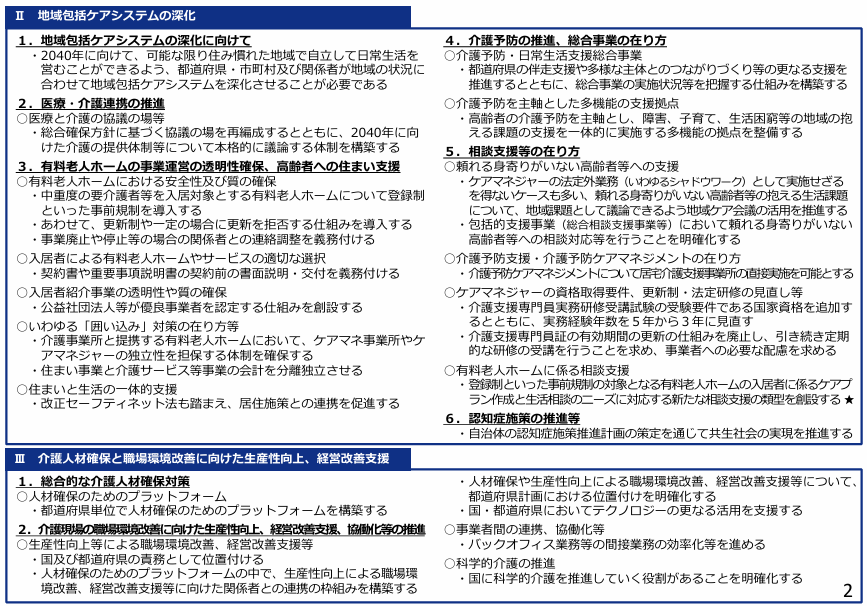 Ⅱ 地域包括ケアシステムの深化
１．地域包括ケアシステムの深化に向けて
・2040年に向けて、可能な限り住み慣れた地域で自立して日常生活を
営むことができるよう、都道府県・市町村及び関係者が地域の状況に
合わせて地域包括ケアシステムを深化させることが必要である
２．医療・介護連携の推進
○医療と介護の協議の場等
・総合確保方針に基づく協議の場を再編成するとともに、2040年に向
けた介護の提供体制等について本格的に議論する体制を構築する
３．有料老人ホームの事業運営の透明性確保、高齢者への住まい支援
○有料老人ホームにおける安全性及び質の確保
・中重度の要介護者等を入居対象とする有料老人ホームについて登録制
といった事前規制を導入する
・あわせて、更新制や一定の場合に更新を拒否する仕組みを導入する
・事業廃止や停止等の場合の関係者との連絡調整を義務付ける
○入居者による有料老人ホームやサービスの適切な選択
・契約書や重要事項説明書の契約前の書面説明・交付を義務付ける
○入居者紹介事業の透明性や質の確保
・公益社団法人等が優良事業者を認定する仕組みを創設する
○いわゆる「囲い込み」対策の在り方等
・介護事業所と提携する有料老人ホームにおいて、ケアマネ事業所やケ
アマネジャーの独立性を担保する体制を確保する
・住まい事業と介護サービス等事業の会計を分離独立させる
○住まいと生活の一体的支援
・改正セーフティネット法も踏まえ、居住施策との連携を促進する
４．介護予防の推進、総合事業の在り方
○介護予防・日常生活支援総合事業
・都道府県の伴走支援や多様な主体とのつながりづくり等の更なる支援を
推進するとともに、総合事業の実施状況等を把握する仕組みを構築する
○介護予防を主軸とした多機能の支援拠点
・高齢者の介護予防を主軸とし、障害、子育て、生活困窮等の地域の抱
える課題の支援を一体的に実施する多機能の拠点を整備する
５．相談支援等の在り方
○頼れる身寄りがいない高齢者等への支援
・ケアマネジャーの法定外業務（いわゆるシャドウワーク）として実施せざる
を得ないケースも多い、頼れる身寄りがいない高齢者等の抱える生活課題
について、地域課題として議論できるよう地域ケア会議の活用を推進する
・包括的支援事業（総合相談支援事業等）において頼れる身寄りがいない
高齢者等への相談対応等を行うことを明確化する
○介護予防支援・介護予防ケアマネジメントの在り方
・介護予防ケアマネジメントについて居宅介護支援事業所の直接実施を可能とする
○ケアマネジャーの資格取得要件、更新制・法定研修の見直し等
・介護支援専門員実務研修受講試験の受験要件である国家資格を追加す
るとともに、実務経験年数を５年から３年に見直す
・介護支援専門員証の有効期間の更新の仕組みを廃止し、引き続き定期
的な研修の受講を行うことを求め、事業者への必要な配慮を求める
○有料老人ホームに係る相談支援
・登録制といった事前規制の対象となる有料老人ホームの入居者に係るケアプ
ラン作成と生活相談のニーズに対応する新たな相談支援の類型を創設する★
６．認知症施策の推進等
・自治体の認知症施策推進計画の策定を通じて共生社会の実現を推進する
Ⅲ 介護人材確保と職場環境改善に向けた生産性向上、経営改善支援
１．総合的な介護人材確保対策
○人材確保のためのプラットフォーム
・都道府県単位で人材確保のためのプラットフォームを構築する
２．介護現場の職場環境改善に向けた生産性向上、経営改善支援、協働化等の推進
○生産性向上等による職場環境改善、経営改善支援等
・国及び都道府県の責務として位置付ける
・人材確保のためのプラットフォームの中で、生産性向上による職場環
境改善、経営改善支援等に向けた関係者との連携の枠組みを構築する
・人材確保や生産性向上による職場環境改善、経営改善支援等について、
都道府県計画における位置付けを明確化する
・国・都道府県においてテクノロジーの更なる活用を支援する
○事業者間の連携、協働化等
・バックオフィス業務等の間接業務の効率化等を進める
○科学的介護の推進
・国に科学的介護を推進していく役割があることを明確化する
2